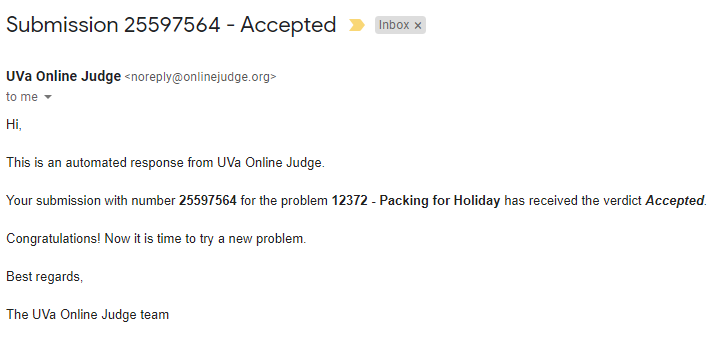 Submission 25597564 - Accepted Inbox ×
UVa Online Judge <noreply@onlinejudge.org>
to me
Hi,
This is an automated response from UVa Online Judge.
Your submission with number 25597564 for the problem 12372 - Packing for Holiday has received the verdict Accepted.
Congratulations! Now it is time to try a new problem.
Best regards,
The UVa Online Judge team